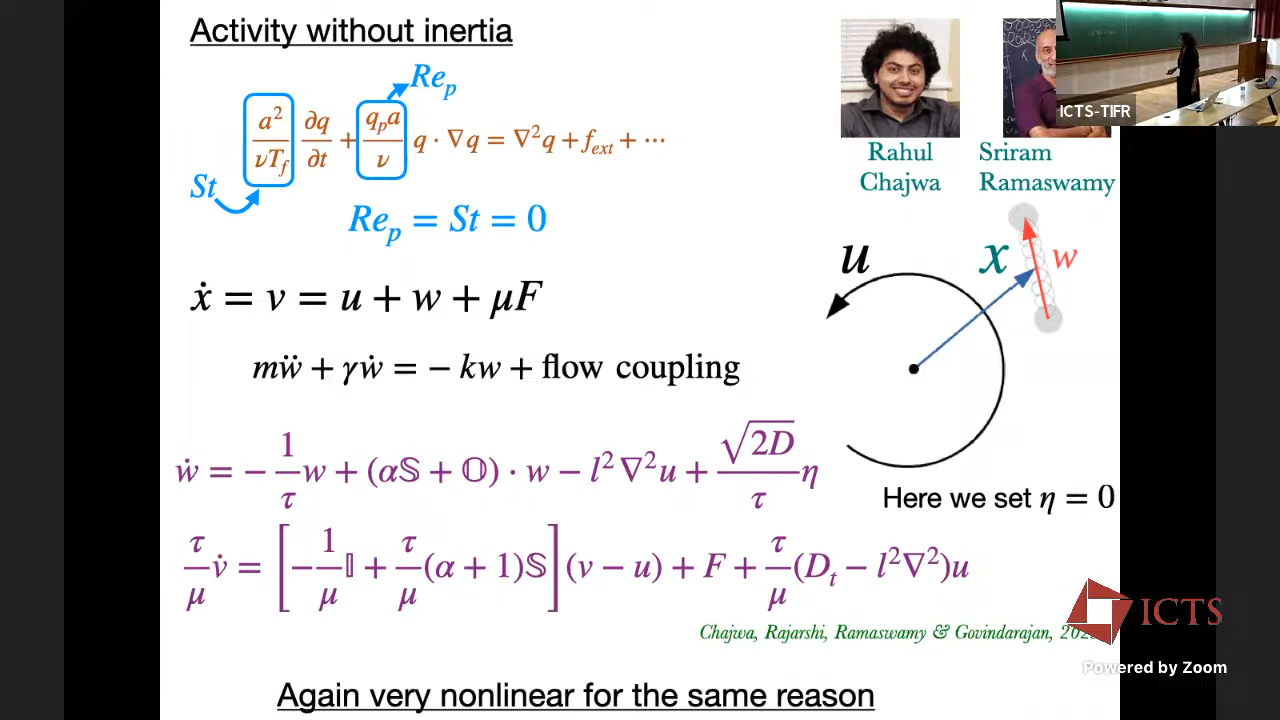 Activity without inertia
Re_p
a²/νT_f ∂q/∂t + q_p a/ν q · ∇q = ∇²q + f_ext + ···
St
Re_p = St = 0
ẋ = v = u + w + μF
mẅ + γẇ = − kw + flow coupling
ẇ = −1/τ w + (α𝕊 + 𝕆) · w − l²∇²u + √2D/τ η
τ/μ v̇ = [−1/μ 𝕀 + τ/μ (α + 1)𝕊] (v − u) + F + τ/μ (D_t − l²∇²)u
ICTS-TIFR
Rahul Chajwa
Sriram Ramaswamy
u
x
w
Here we set η = 0
Chajwa, Rajarshi, Ramaswamy & Govindarajan,
ICTS
Powered by Zoom
Again very nonlinear for the same reason